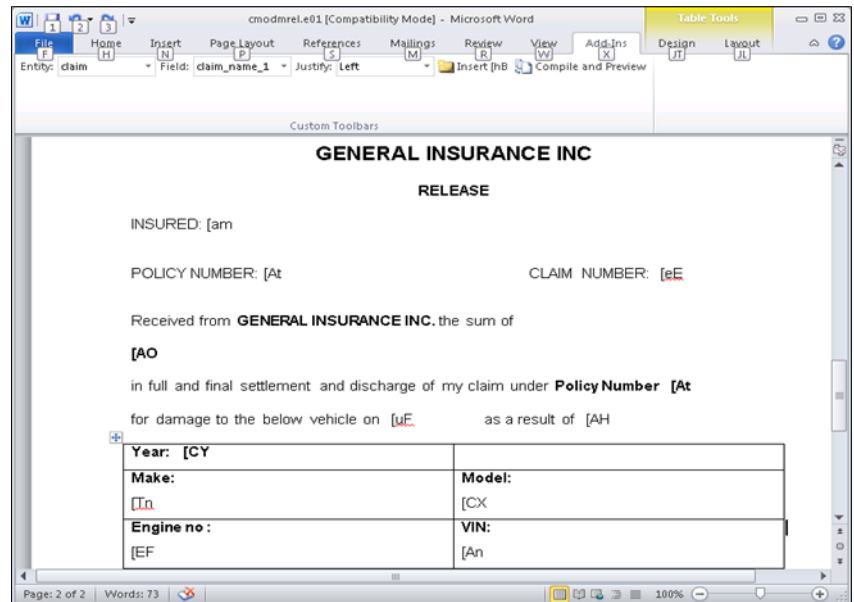 cmodmrel.e01 [Compatibility Mode] - Microsoft Word
Table Tools
1 2 3
File Home Insert Page Layout References Mailings Review View Add-Ins Design Layout
F H N P S M R W X JT JL
Entity: claim Field: claim_name_1 Justify: Left Insert [hB Compile and Preview
Custom Toolbars
GENERAL INSURANCE INC
RELEASE
INSURED: [am
POLICY NUMBER: [At CLAIM NUMBER: [eE
Received from GENERAL INSURANCE INC. the sum of
[AO
in full and final settlement and discharge of my claim under Policy Number [At
for damage to the below vehicle on [uF as a result of [AH
Year: [CY
Make: Model:
[Tn [CX
Engine no : VIN:
[EF [An
Page: 2 of 2 Words: 73 100%